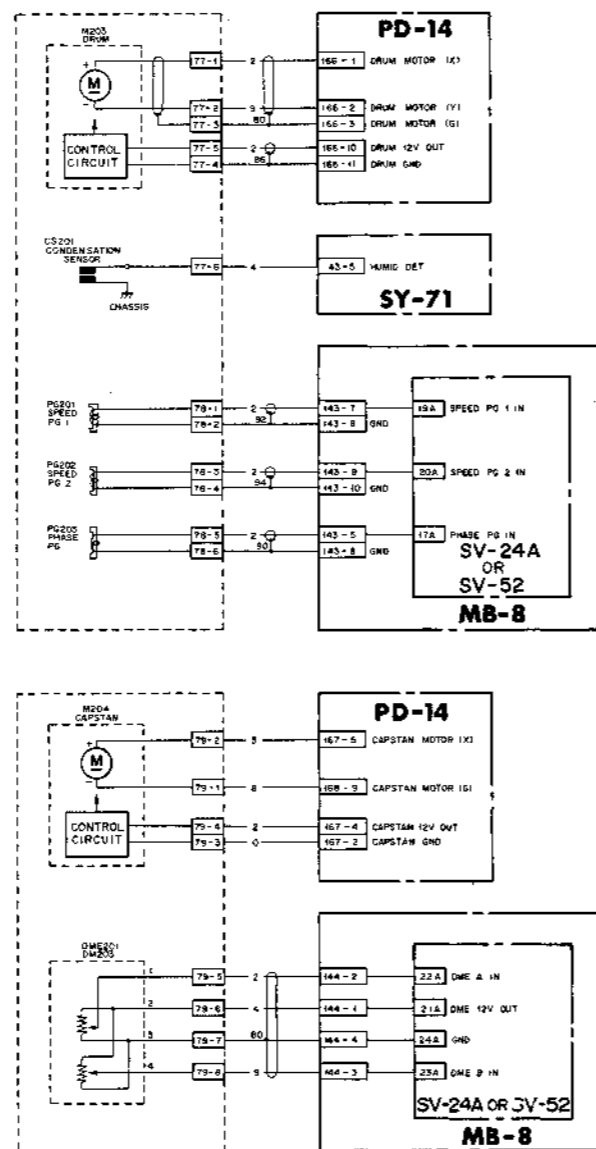 M203
DRUM
PD-14
+
M
-
CONTROL
CIRCUIT
77-1 2 166-1 DRUM MOTOR (X)
77-2 9 166-2 DRUM MOTOR (Y)
77-3 80 166-3 DRUM MOTOR (G)
77-5 2 166-10 DRUM 12V OUT
77-4 86 166-11 DRUM GND
CS201
CONDENSATION
SENSOR
CHASSIS
77-6 4 43-5 HUMID DET
SY-71
PG201
SPEED
PG 1
78-1 2 143-7 19A SPEED PG 1 IN
78-2 92 143-8 GND
PG202
SPEED
PG 2
78-3 2 143-9 20A SPEED PG 2 IN
78-4 94 143-10 GND
PG203
PHASE
PG
78-5 2 143-5 17A PHASE PG IN
78-6 90 GND
SV-24A
OR
SV-52
MB-8
M204
CAPSTAN
PD-14
+
M
-
CONTROL
CIRCUIT
79-2 167-5 CAPSTAN MOTOR (X)
79-1 8 168-9 CAPSTAN MOTOR (G)
79-4 2 167-4 CAPSTAN 12V OUT
79-3 0 167-2 CAPSTAN GND
DME201
DM203
1 79-5 2 144-2 22A DME A IN
2 79-6 4 144-1 21A DME 12V OUT
3 79-7 80 144-4 24A GND
4 79-8 9 144-3 23A DME B IN
SV-24A OR SV-52
MB-8